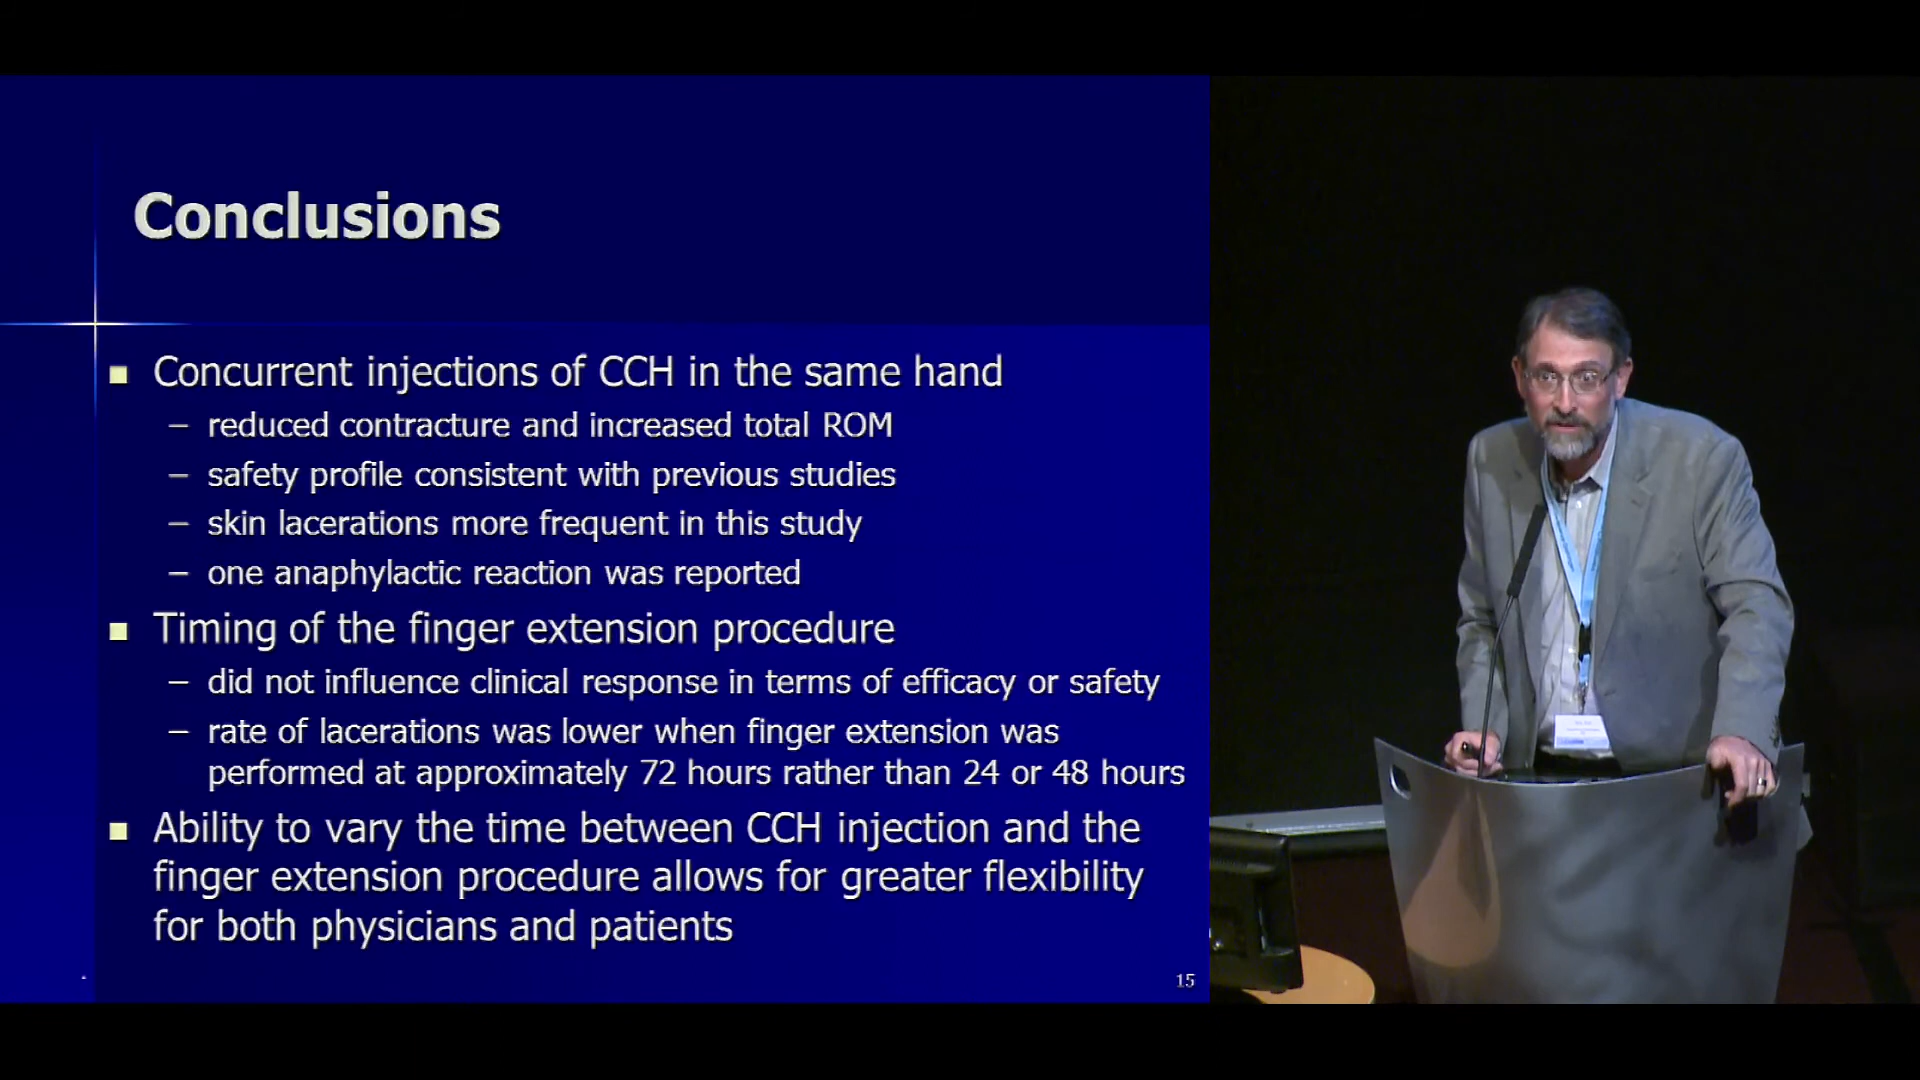 Conclusions
Concurrent injections of CCH in the same hand
– reduced contracture and increased total ROM
– safety profile consistent with previous studies
– skin lacerations more frequent in this study
– one anaphylactic reaction was reported
Timing of the finger extension procedure
– did not influence clinical response in terms of efficacy or safety
– rate of lacerations was lower when finger extension was
performed at approximately 72 hours rather than 24 or 48 hours
Ability to vary the time between CCH injection and the
finger extension procedure allows for greater flexibility
for both physicians and patients
15